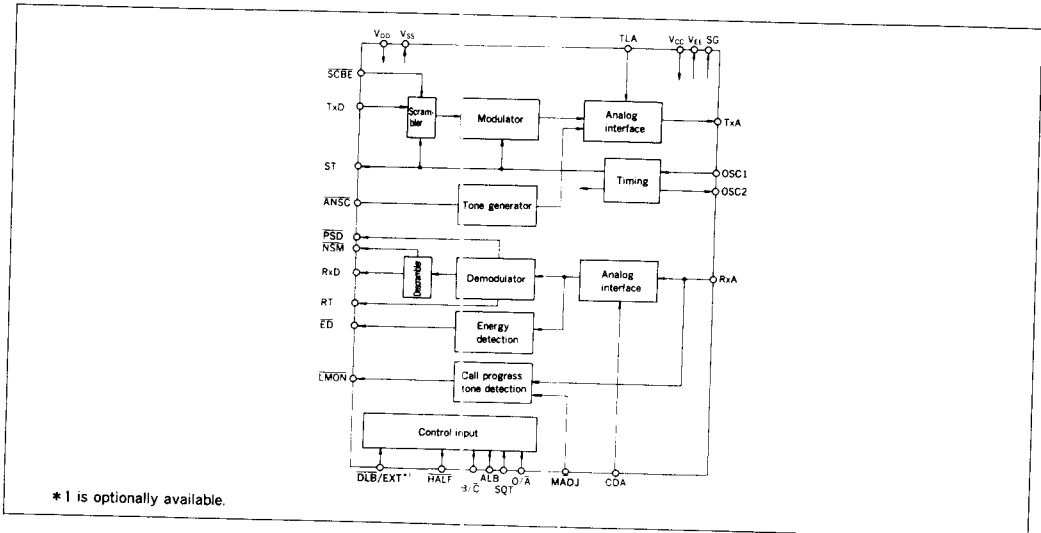 VDD VSS TLA VCC VEE SG
SCBE
TxD
Scram-
bler
Modulator
Analog
interface
TxA
ST
Timing
OSC1
OSC2
ANSC
Tone generator
PSD
NSM
RxD
Descramble
Demodulator
Analog
interface
RxA
RT
ED
Energy
detection
LMON
Call progress
tone detection
Control input
DLB/EXT*1 HALF B/C ALB SQT O/A MADJ CDA
*1 is optionally available.